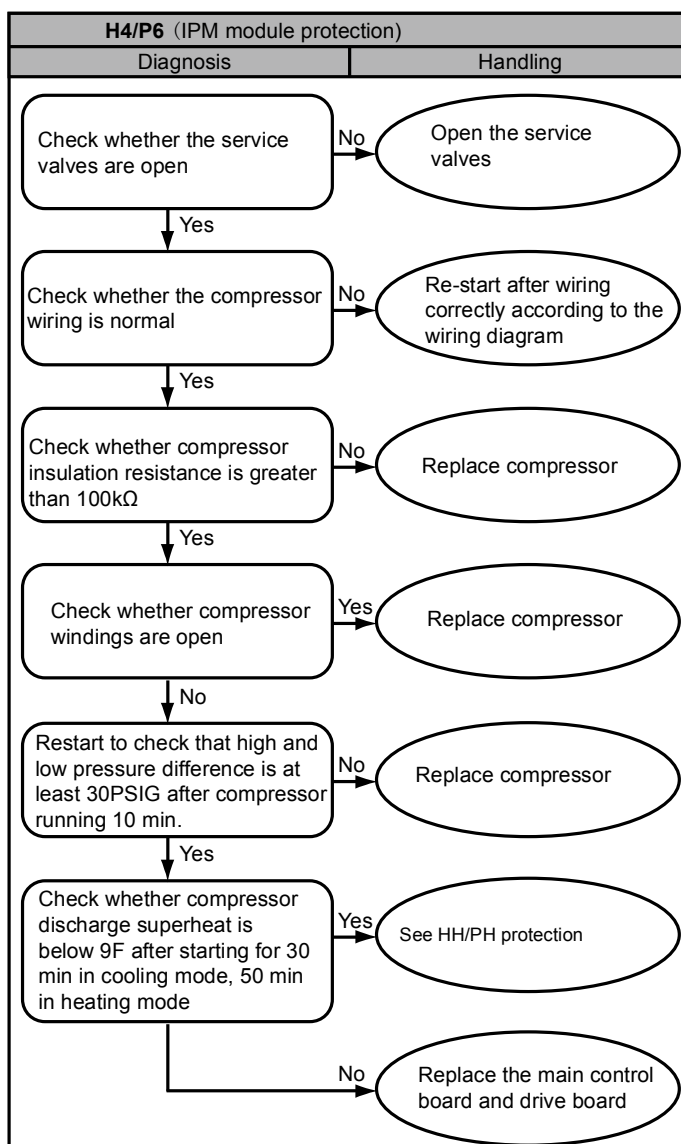 H4/P6（IPM module protection)
Diagnosis
Handling
Check whether the service
valves are open
No
Open the service
valves
Yes
Check whether the compressor
wiring is normal
No
Re-start after wiring
correctly according to the
wiring diagram
Yes
Check whether compressor
insulation resistance is greater
than 100kΩ
No
Replace compressor
Yes
Check whether compressor
windings are open
Yes
Replace compressor
No
Restart to check that high and
low pressure difference is at
least 30PSIG after compressor
running 10 min.
No
Replace compressor
Yes
Check whether compressor
discharge superheat is
below 9F after starting for 30
min in cooling mode, 50 min
in heating mode
Yes
See HH/PH protection
No
Replace the main control
board and drive board